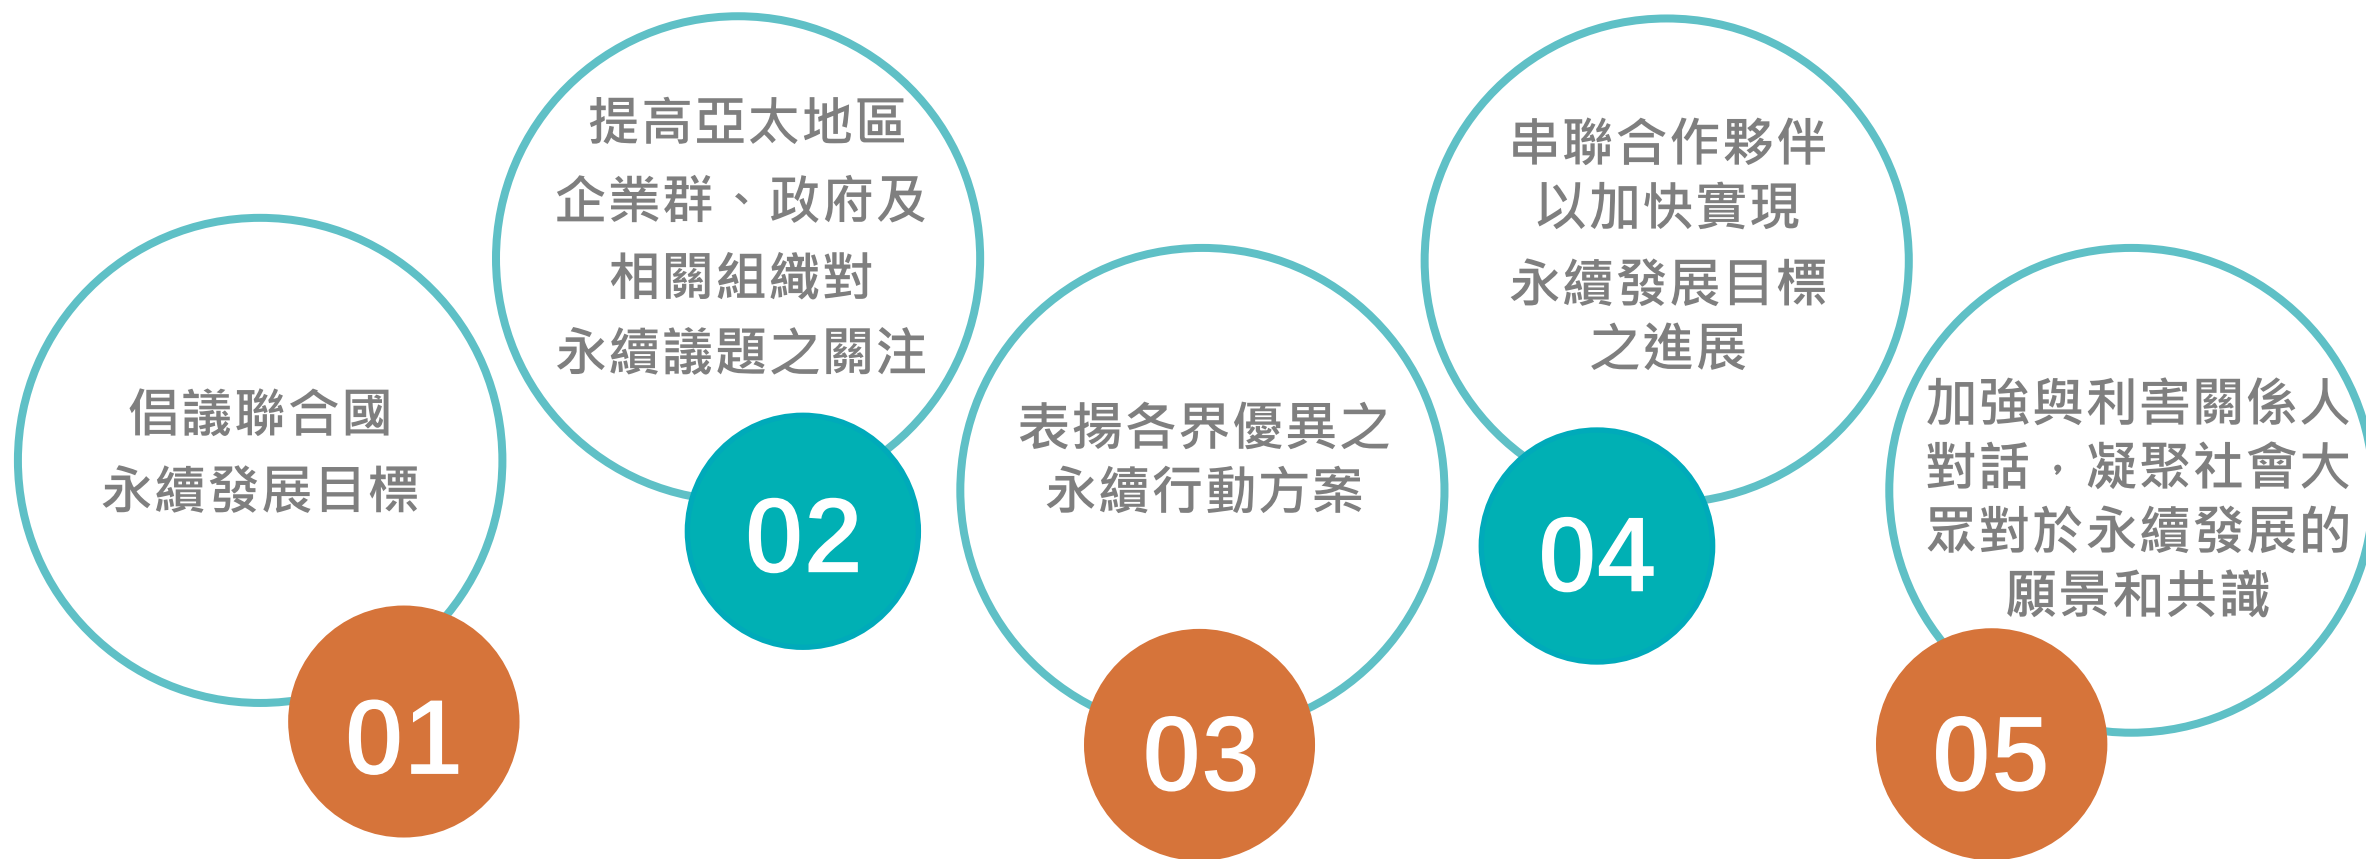 倡議聯合國
永續發展目標
01
提高亞太地區
企業群、政府及
相關組織對
永續議題之關注
02
表揚各界優異之
永續行動方案
03
串聯合作夥伴
以加快實現
永續發展目標
之進展
04
加強與利害關係人
對話，凝聚社會大
眾對於永續發展的
願景和共識
05